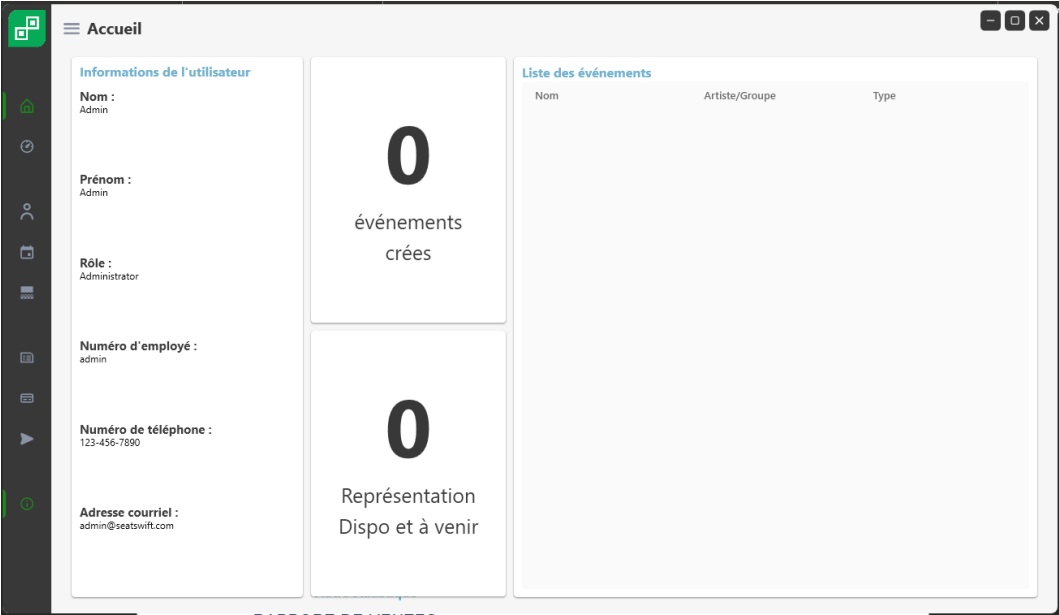 Accueil
Informations de l'utilisateur
Nom :
Admin
Prénom :
Admin
Rôle :
Administrator
Numéro d'employé :
admin
Numéro de téléphone :
123-456-7890
Adresse courriel :
admin@seatswift.com
0
événements
crées
0
Représentation
Dispo et à venir
Liste des événements
Nom Artiste/Groupe Type